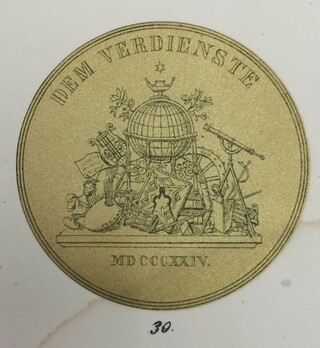 DEM VERDIENSTE
MDCCCXXIV.
30.